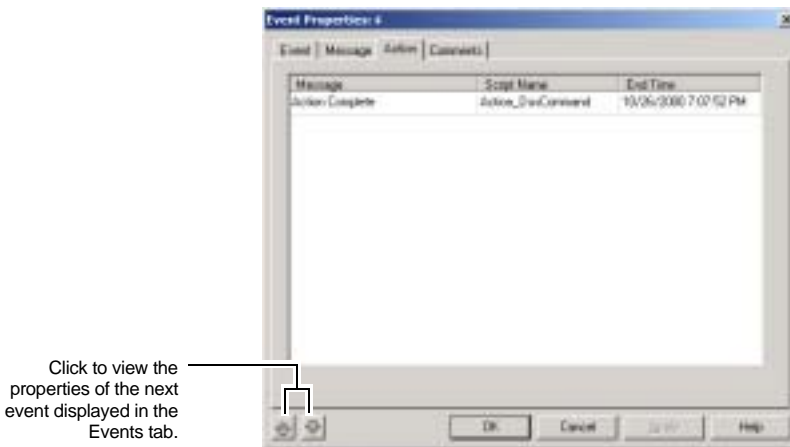 Event Properties: 4
Event Message Action Comments
Message Script Name End Time
Action Complete Action_DosCommand 10/26/2000 7:07:52 PM
Click to view the
properties of the next
event displayed in the
Events tab.
OK Cancel Apply Help